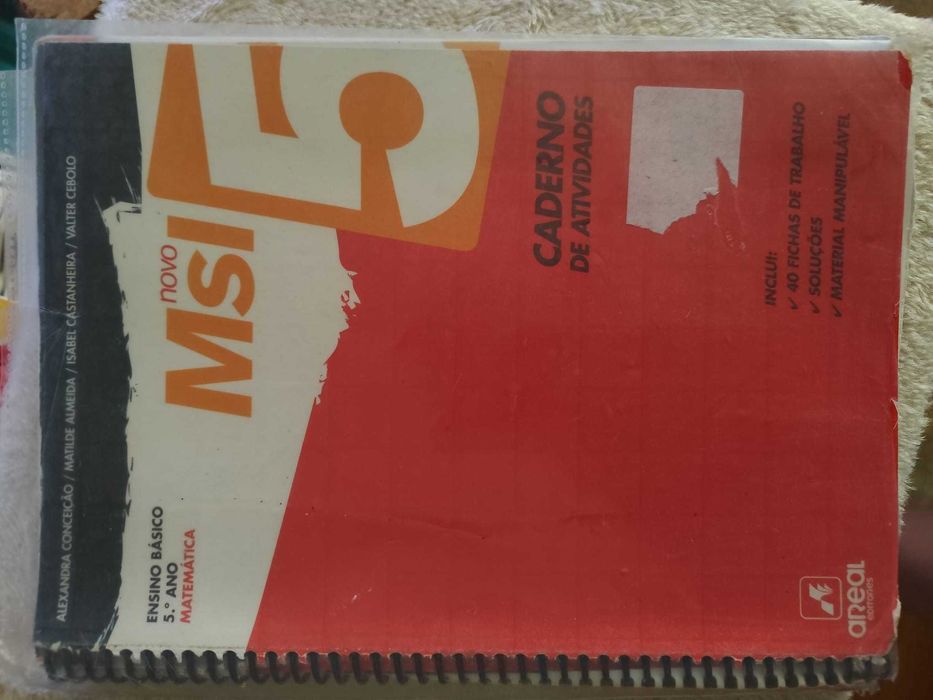 ALEXANDRA CONCEIÇÃO / MATILDE ALMEIDA / ISABEL CASTANHEIRA / VALTER CEBOLO
ENSINO BÁSICO
5.º ANO
MATEMÁTICA
novo
Msi 5
CADERNO
DE ATIVIDADES
INCLUI:
✓ 40 FICHAS DE TRABALHO
✓ SOLUÇÕES
✓ MATERIAL MANIPULÁVEL
aReal
editores